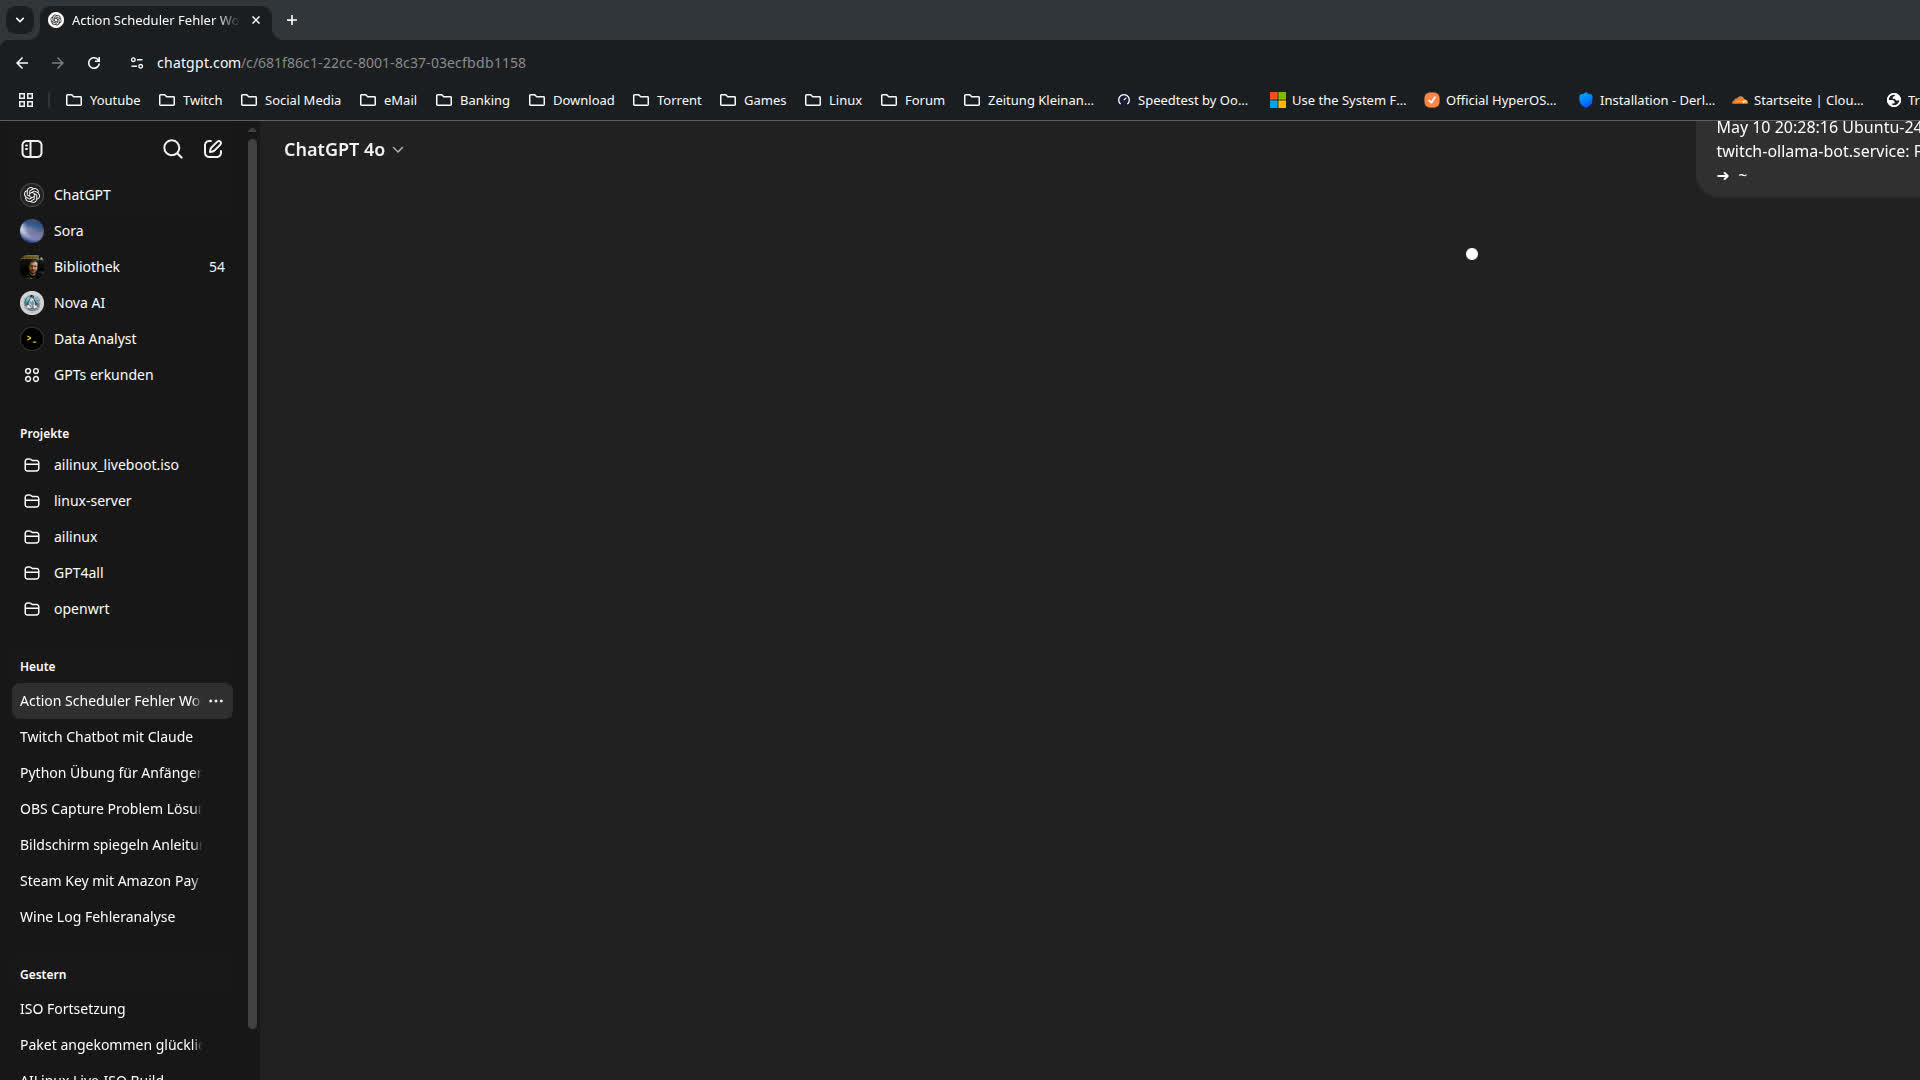 Action Scheduler Fehler Wo
chatgpt.com/c/681f86c1-22cc-8001-8c37-03ecfbdb1158
Youtube Twitch Social Media eMail Banking Download Torrent Games Linux Forum Zeitung Kleinan... Speedtest by Oo... Use the System F... Official HyperOS... Installation - Derl... Startseite | Clou... Tr
ChatGPT 4o
May 10 20:28:16 Ubuntu-24
twitch-ollama-bot.service: F
➜ ~
ChatGPT
Sora
Bibliothek 54
Nova AI
Data Analyst
GPTs erkunden
Projekte
ailinux_liveboot.iso
linux-server
ailinux
GPT4all
openwrt
Heute
Action Scheduler Fehler Wo
Twitch Chatbot mit Claude
Python Übung für Anfänger
OBS Capture Problem Lösu
Bildschirm spiegeln Anleitu
Steam Key mit Amazon Pay
Wine Log Fehleranalyse
Gestern
ISO Fortsetzung
Paket angekommen glückli
AILinux Live-ISO Build